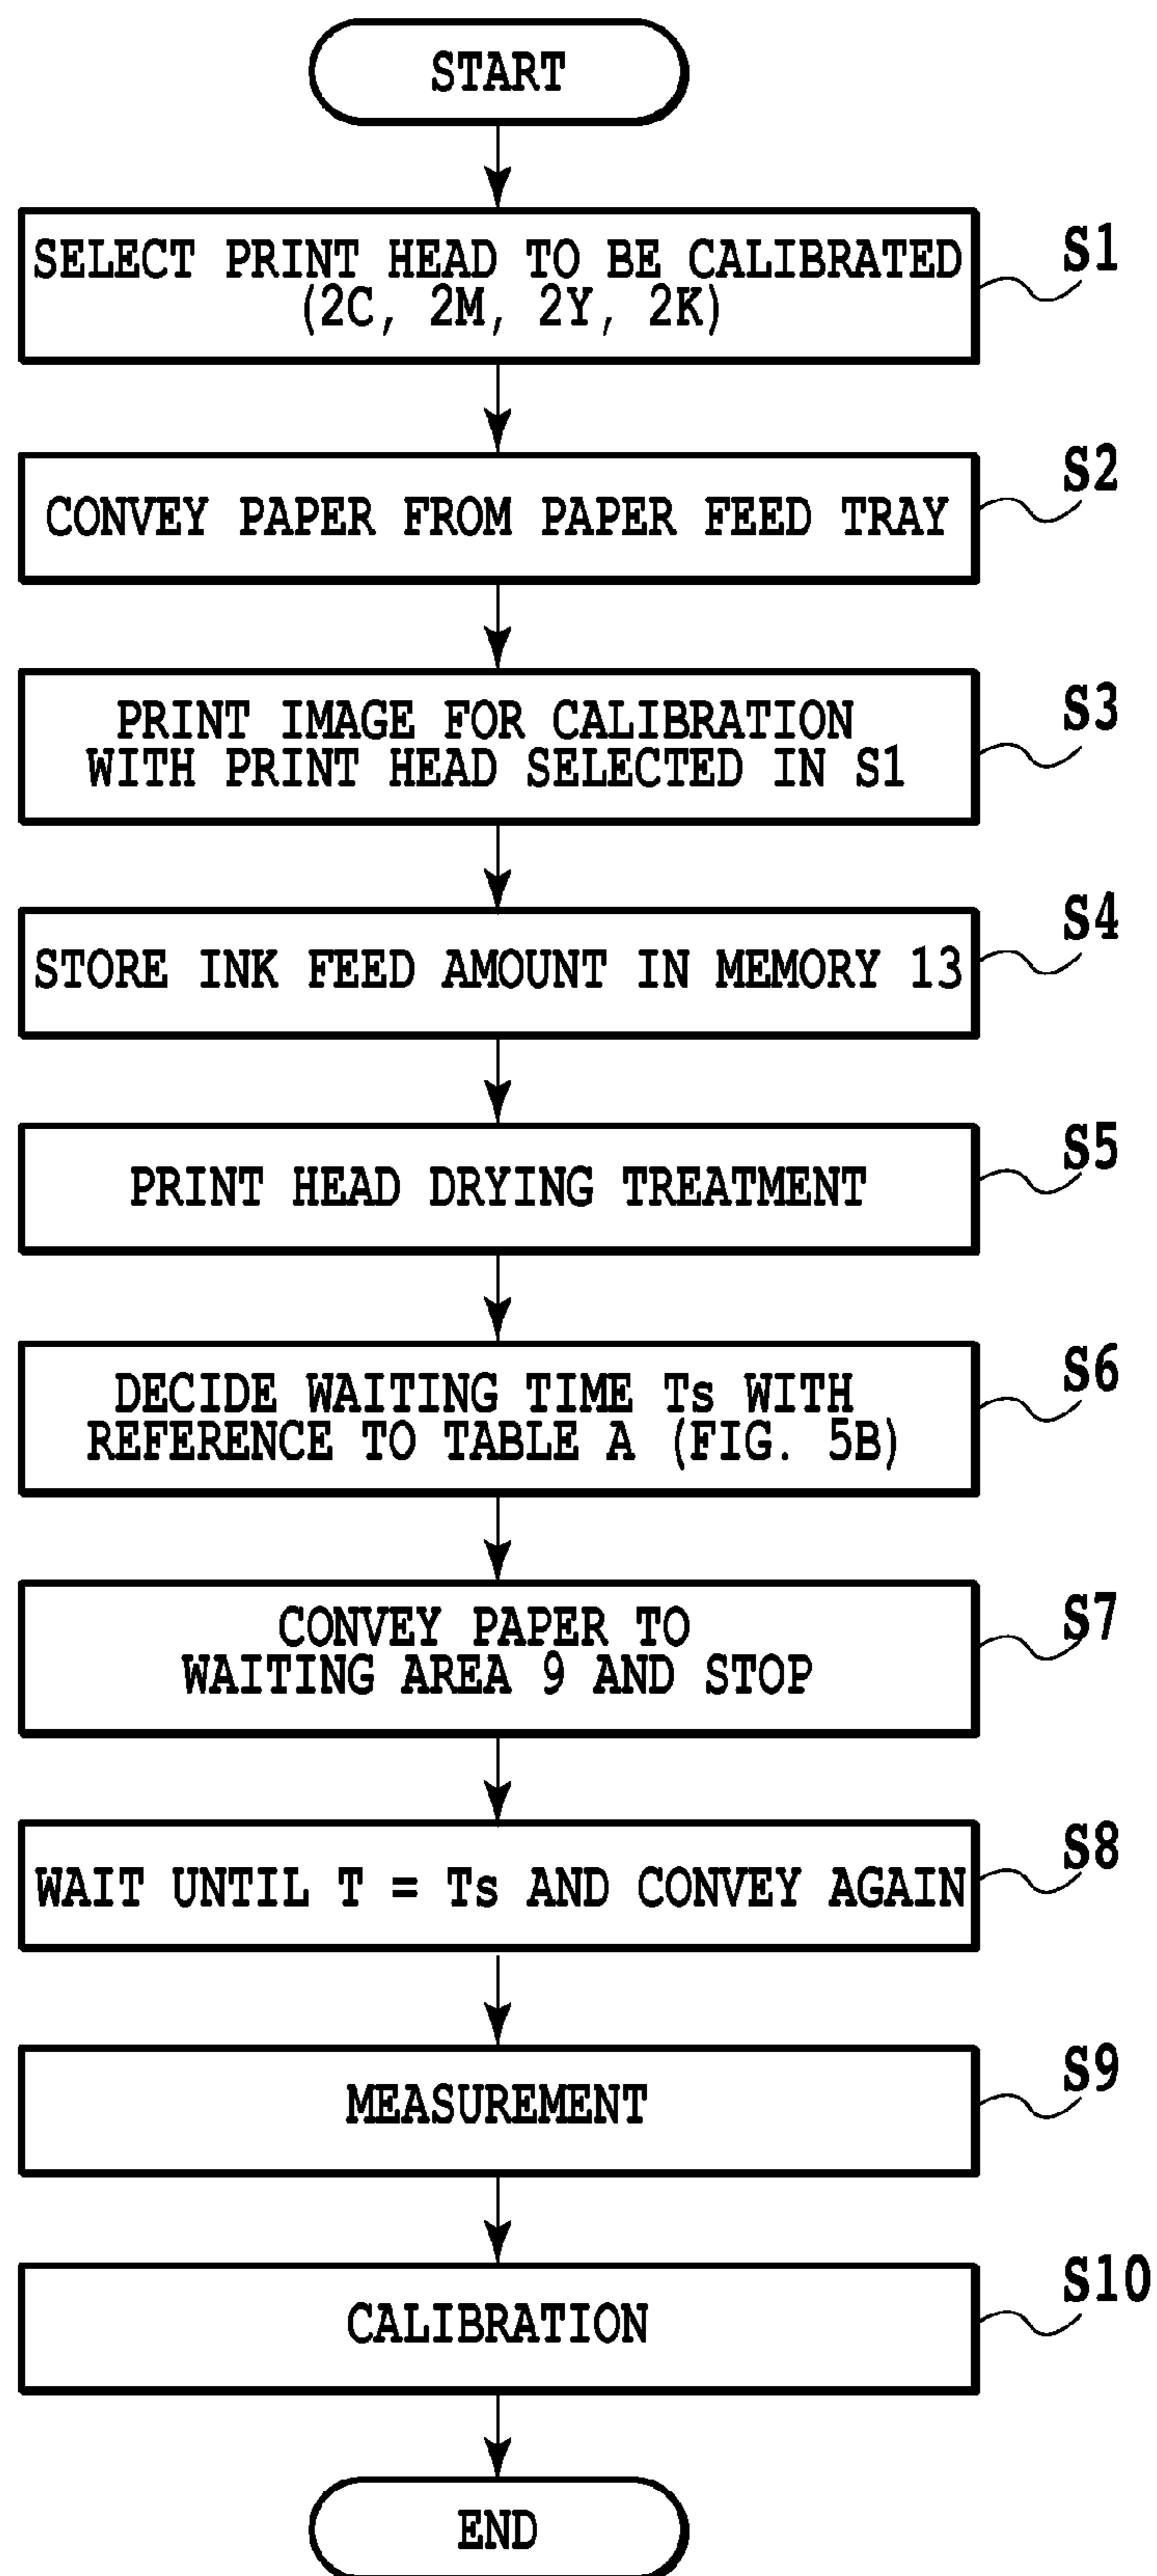 START
SELECT PRINT HEAD TO BE CALIBRATED
(2C, 2M, 2Y, 2K)
S1
CONVEY PAPER FROM PAPER FEED TRAY
S2
PRINT IMAGE FOR CALIBRATION
WITH PRINT HEAD SELECTED IN S1
S3
STORE INK FEED AMOUNT IN MEMORY 13
S4
PRINT HEAD DRYING TREATMENT
S5
DECIDE WAITING TIME Ts WITH
REFERENCE TO TABLE A (FIG. 5B)
S6
CONVEY PAPER TO
WAITING AREA 9 AND STOP
S7
WAIT UNTIL T = Ts AND CONVEY AGAIN
S8
MEASUREMENT
S9
CALIBRATION
S10
END